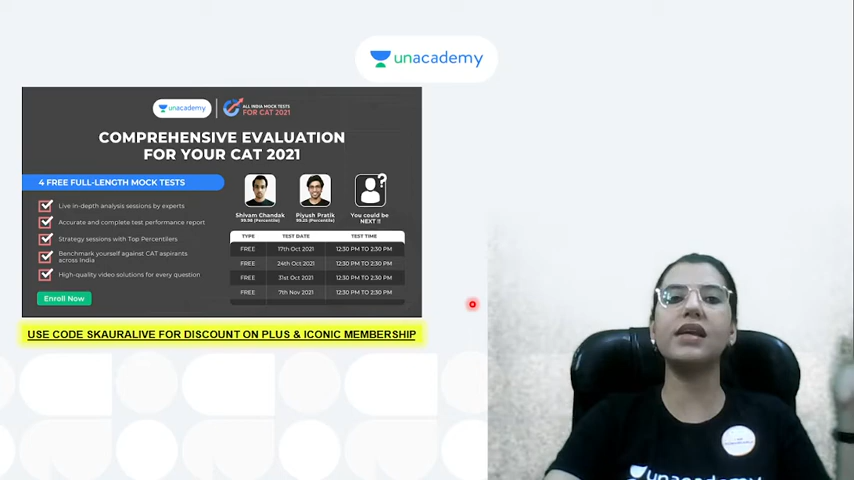 unacademy
unacademy
ALL INDIA MOCK TESTS
FOR CAT 2021
COMPREHENSIVE EVALUATION
FOR YOUR CAT 2021
4 FREE FULL-LENGTH MOCK TESTS
Live in-depth analysis sessions by experts
Accurate and complete test performance report
Strategy sessions with Top Percentilers
Benchmark yourself against CAT aspirants
across India
High-quality video solutions for every question
Enroll Now
Shivam Chandak
99.98 (Percentile)
Piyush Pratik
(Percentile)
?
You could be
NEXT !!
TYPE TEST DATE TEST TIME
FREE 17th Oct 2021 12:30 PM TO 2:30 PM
FREE 24th Oct 2021 12:30 PM TO 2:30 PM
FREE 31st Oct 2021 12:30 PM TO 2:30 PM
FREE 7th Nov 2021 12:30 PM TO 2:30 PM
USE CODE SKAURALIVE FOR DISCOUNT ON PLUS & ICONIC MEMBERSHIP
unacademy